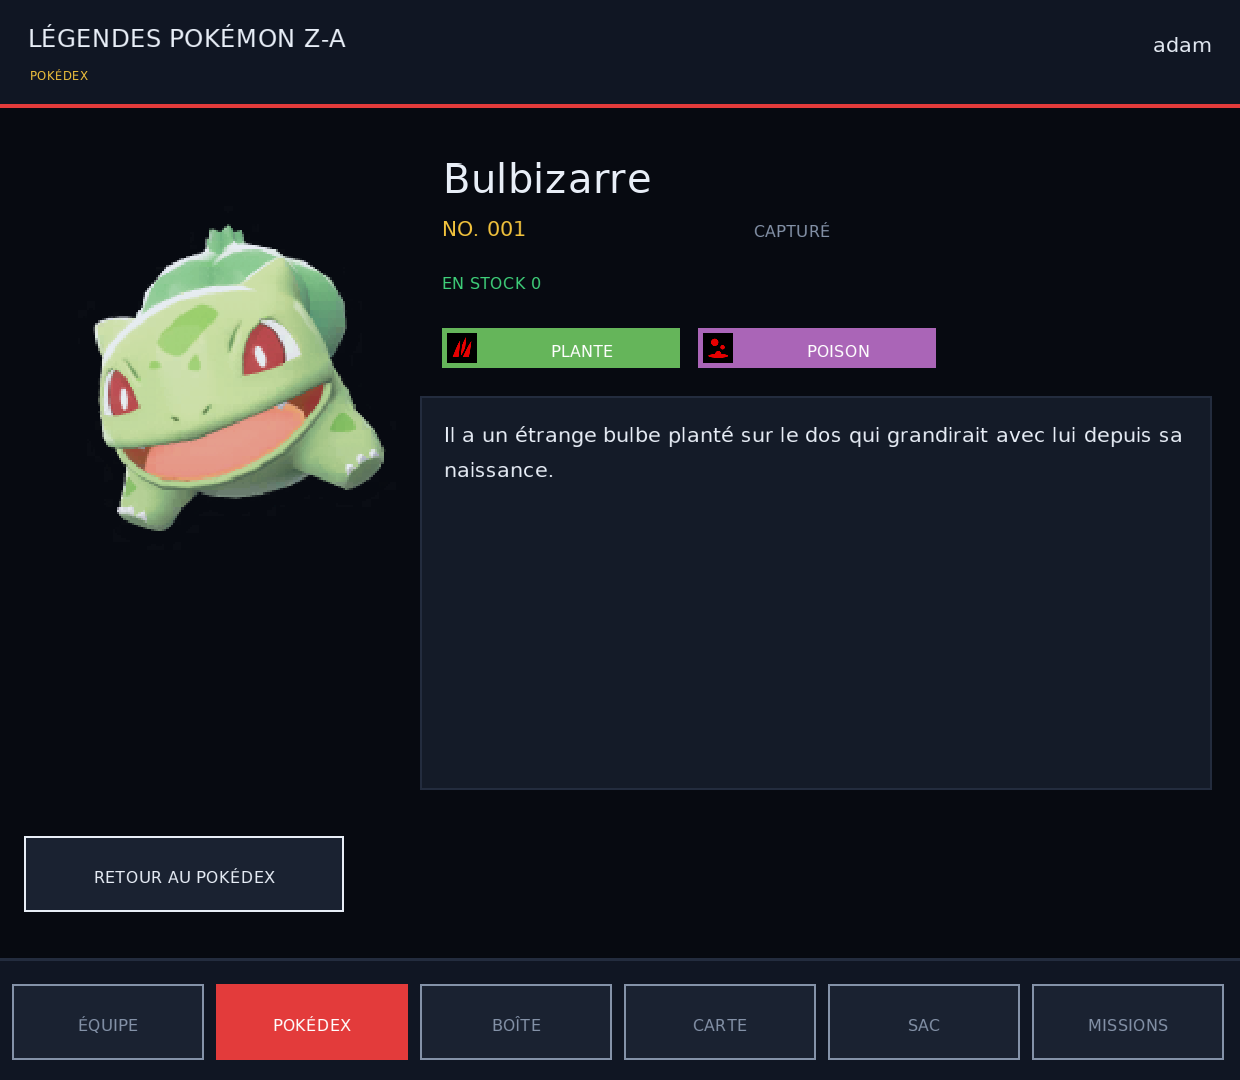 LÉGENDES POKÉMON Z-A
adam
POKÉDEX
Bulbizarre
NO. 001
CAPTURÉ
EN STOCK 0
PLANTE
POISON
Il a un étrange bulbe planté sur le dos qui grandirait avec lui depuis sa
naissance.
RETOUR AU POKÉDEX
ÉQUIPE
POKÉDEX
BOÎTE
CARTE
SAC
MISSIONS